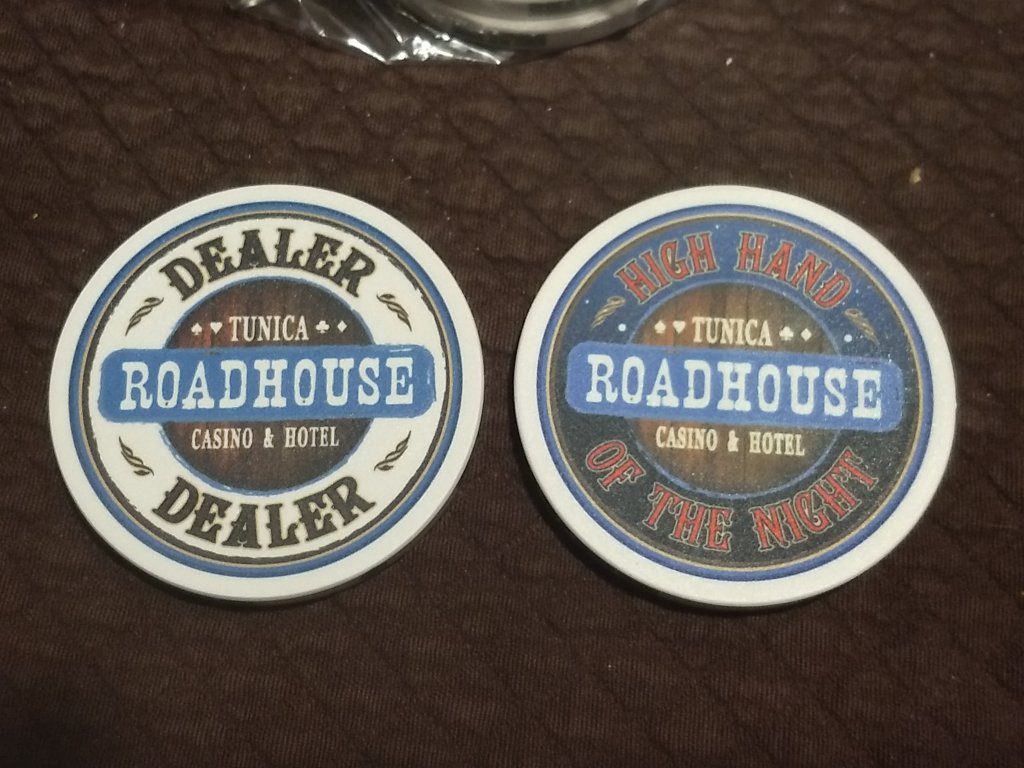 DEALER
♠ ♥ TUNICA ♣ ♦
ROADHOUSE
CASINO & HOTEL
DEALER
HIGH HAND
♠ ♥ TUNICA ♣ ♦
ROADHOUSE
CASINO & HOTEL
OF THE NIGHT